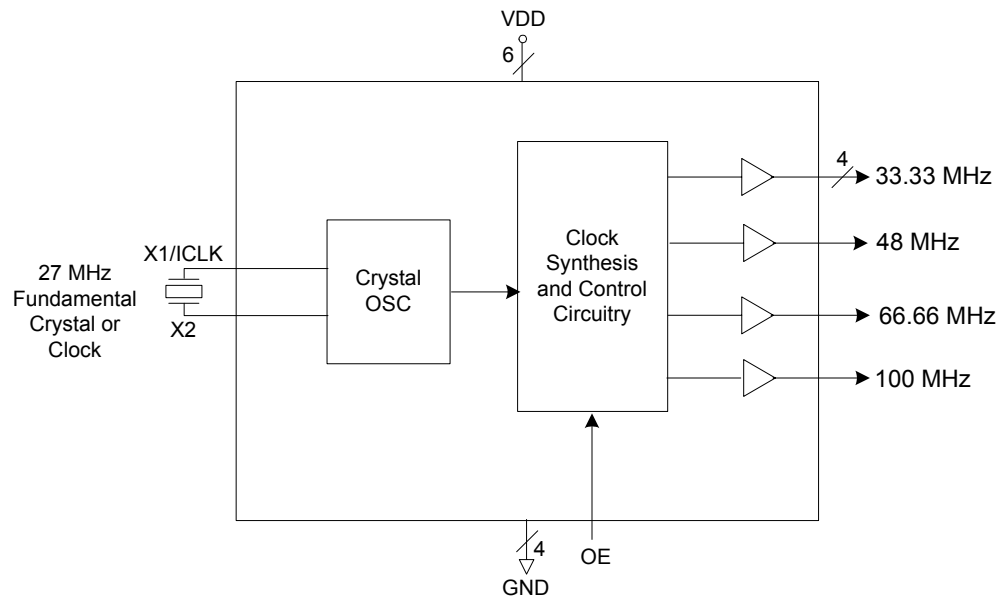 VDD
6
4
33.33 MHz
48 MHz
66.66 MHz
100 MHz
Clock
Synthesis
and Control
Circuitry
Crystal
OSC
X1/ICLK
X2
27 MHz
Fundamental
Crystal or
Clock
4
GND
OE